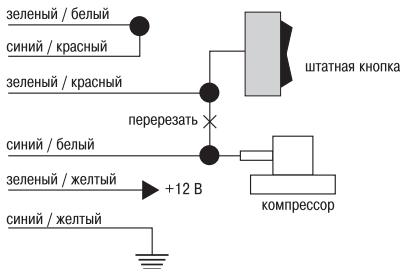 зеленый / белый
синий / красный
штатная кнопка
зеленый / красный
перерезать
синий / белый
зеленый / желтый
+12 В
компрессор
синий / желтый